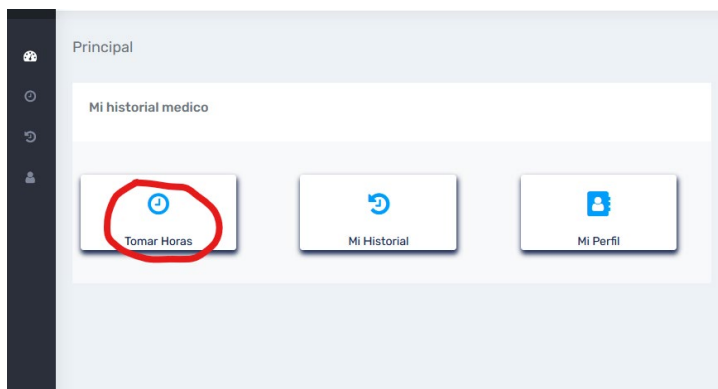 Principal
Mi historial medico
Tomar Horas
Mi Historial
Mi Perfil